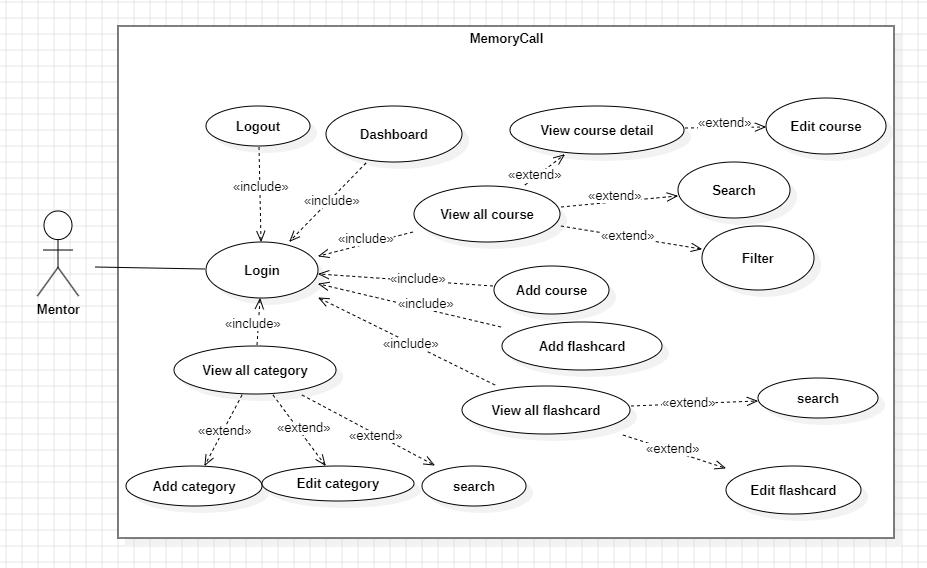 MemoryCall
Logout
Dashboard
View course detail
«extend»
Edit course
«include»
«include»
«extend»
Search
«extend»
View all course
«include»
«extend»
Filter
Login
«include»
Add course
«include»
Mentor
«include»
«include»
Add flashcard
View all category
View all flashcard
«extend»
search
«extend»
«extend»
«extend»
«extend»
Add category
Edit category
search
Edit flashcard